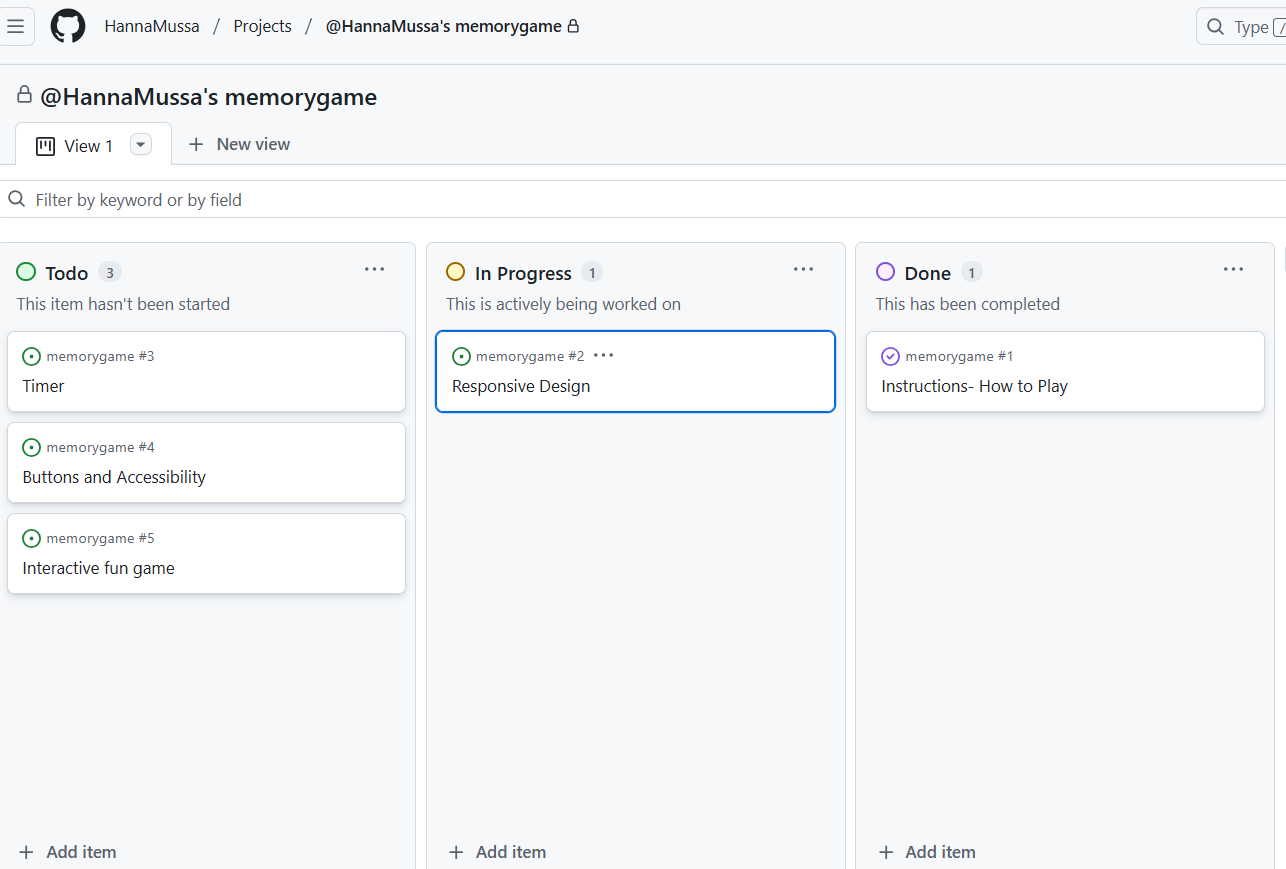 HannaMussa / Projects / @HannaMussa's memorygame
Type /
@HannaMussa's memorygame
View 1
New view
Filter by keyword or by field
Todo 3
This item hasn't been started
memorygame #3
Timer
memorygame #4
Buttons and Accessibility
memorygame #5
Interactive fun game
Add item
In Progress 1
This is actively being worked on
memorygame #2
Responsive Design
Add item
Done 1
This has been completed
memorygame #1
Instructions- How to Play
Add item